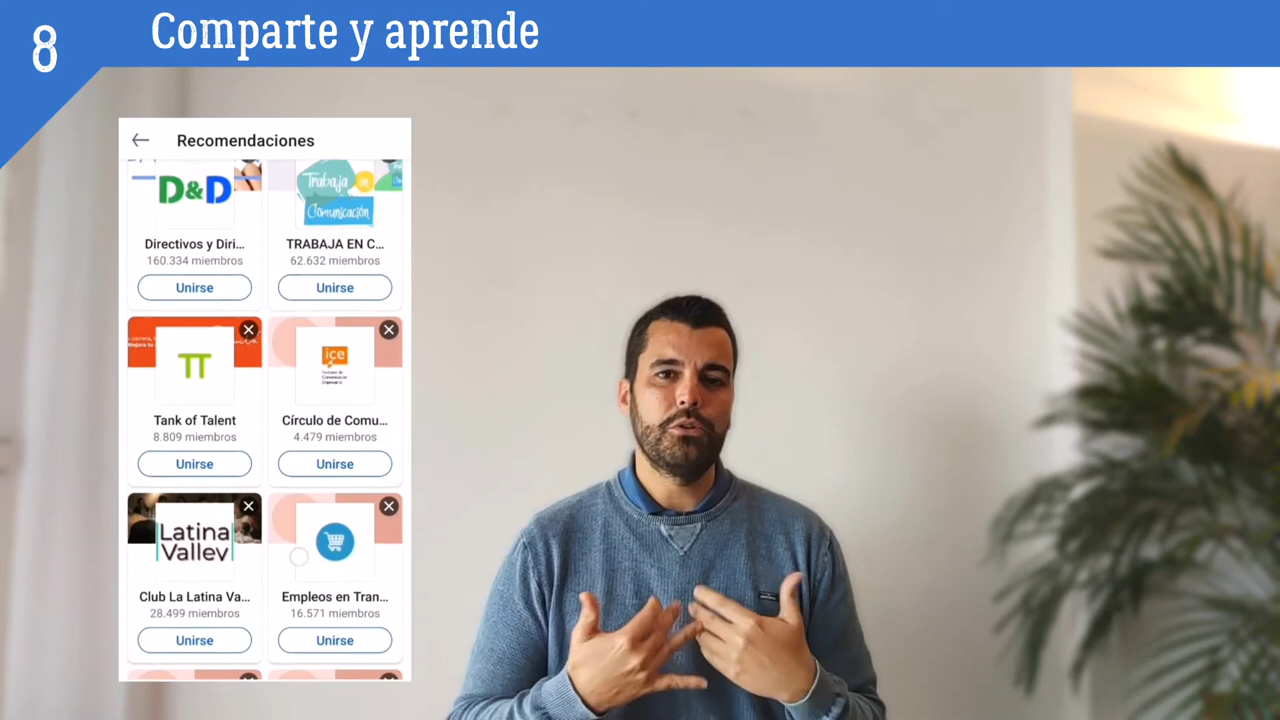 8
Comparte y aprende
Recomendaciones
D&D
Trabaja en
Comunicación
Directivos y Diri...
TRABAJA EN C...
160.334 miembros
62.632 miembros
Unirse
Unirse
TT
ice
Tank of Talent
Círculo de Comu...
8.809 miembros
4.479 miembros
Unirse
Unirse
Latina
Valley
Club La Latina Va...
Empleos en Tran...
28.499 miembros
16.571 miembros
Unirse
Unirse